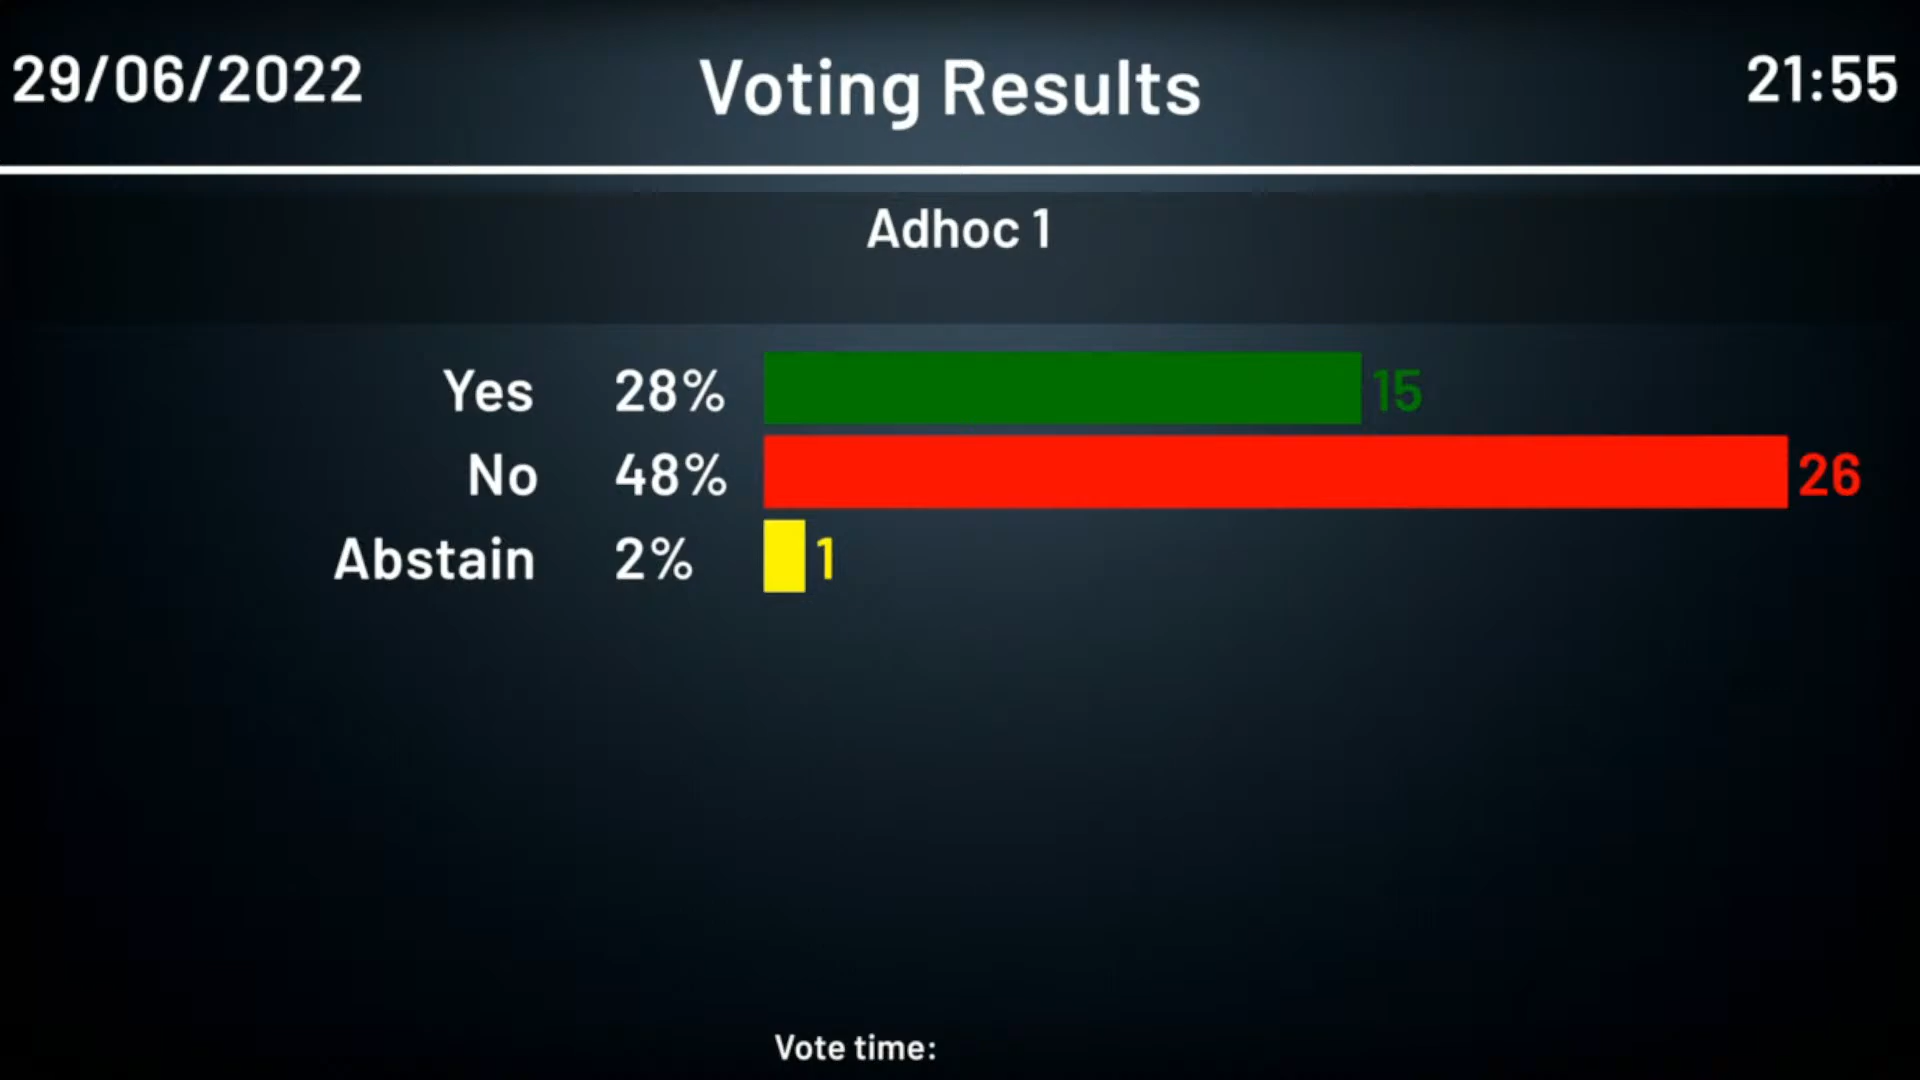 29/06/2022 Voting Results 21:55
Adhoc 1
Yes 28% 15
No 48% 26
Abstain 2% 1
Vote time: